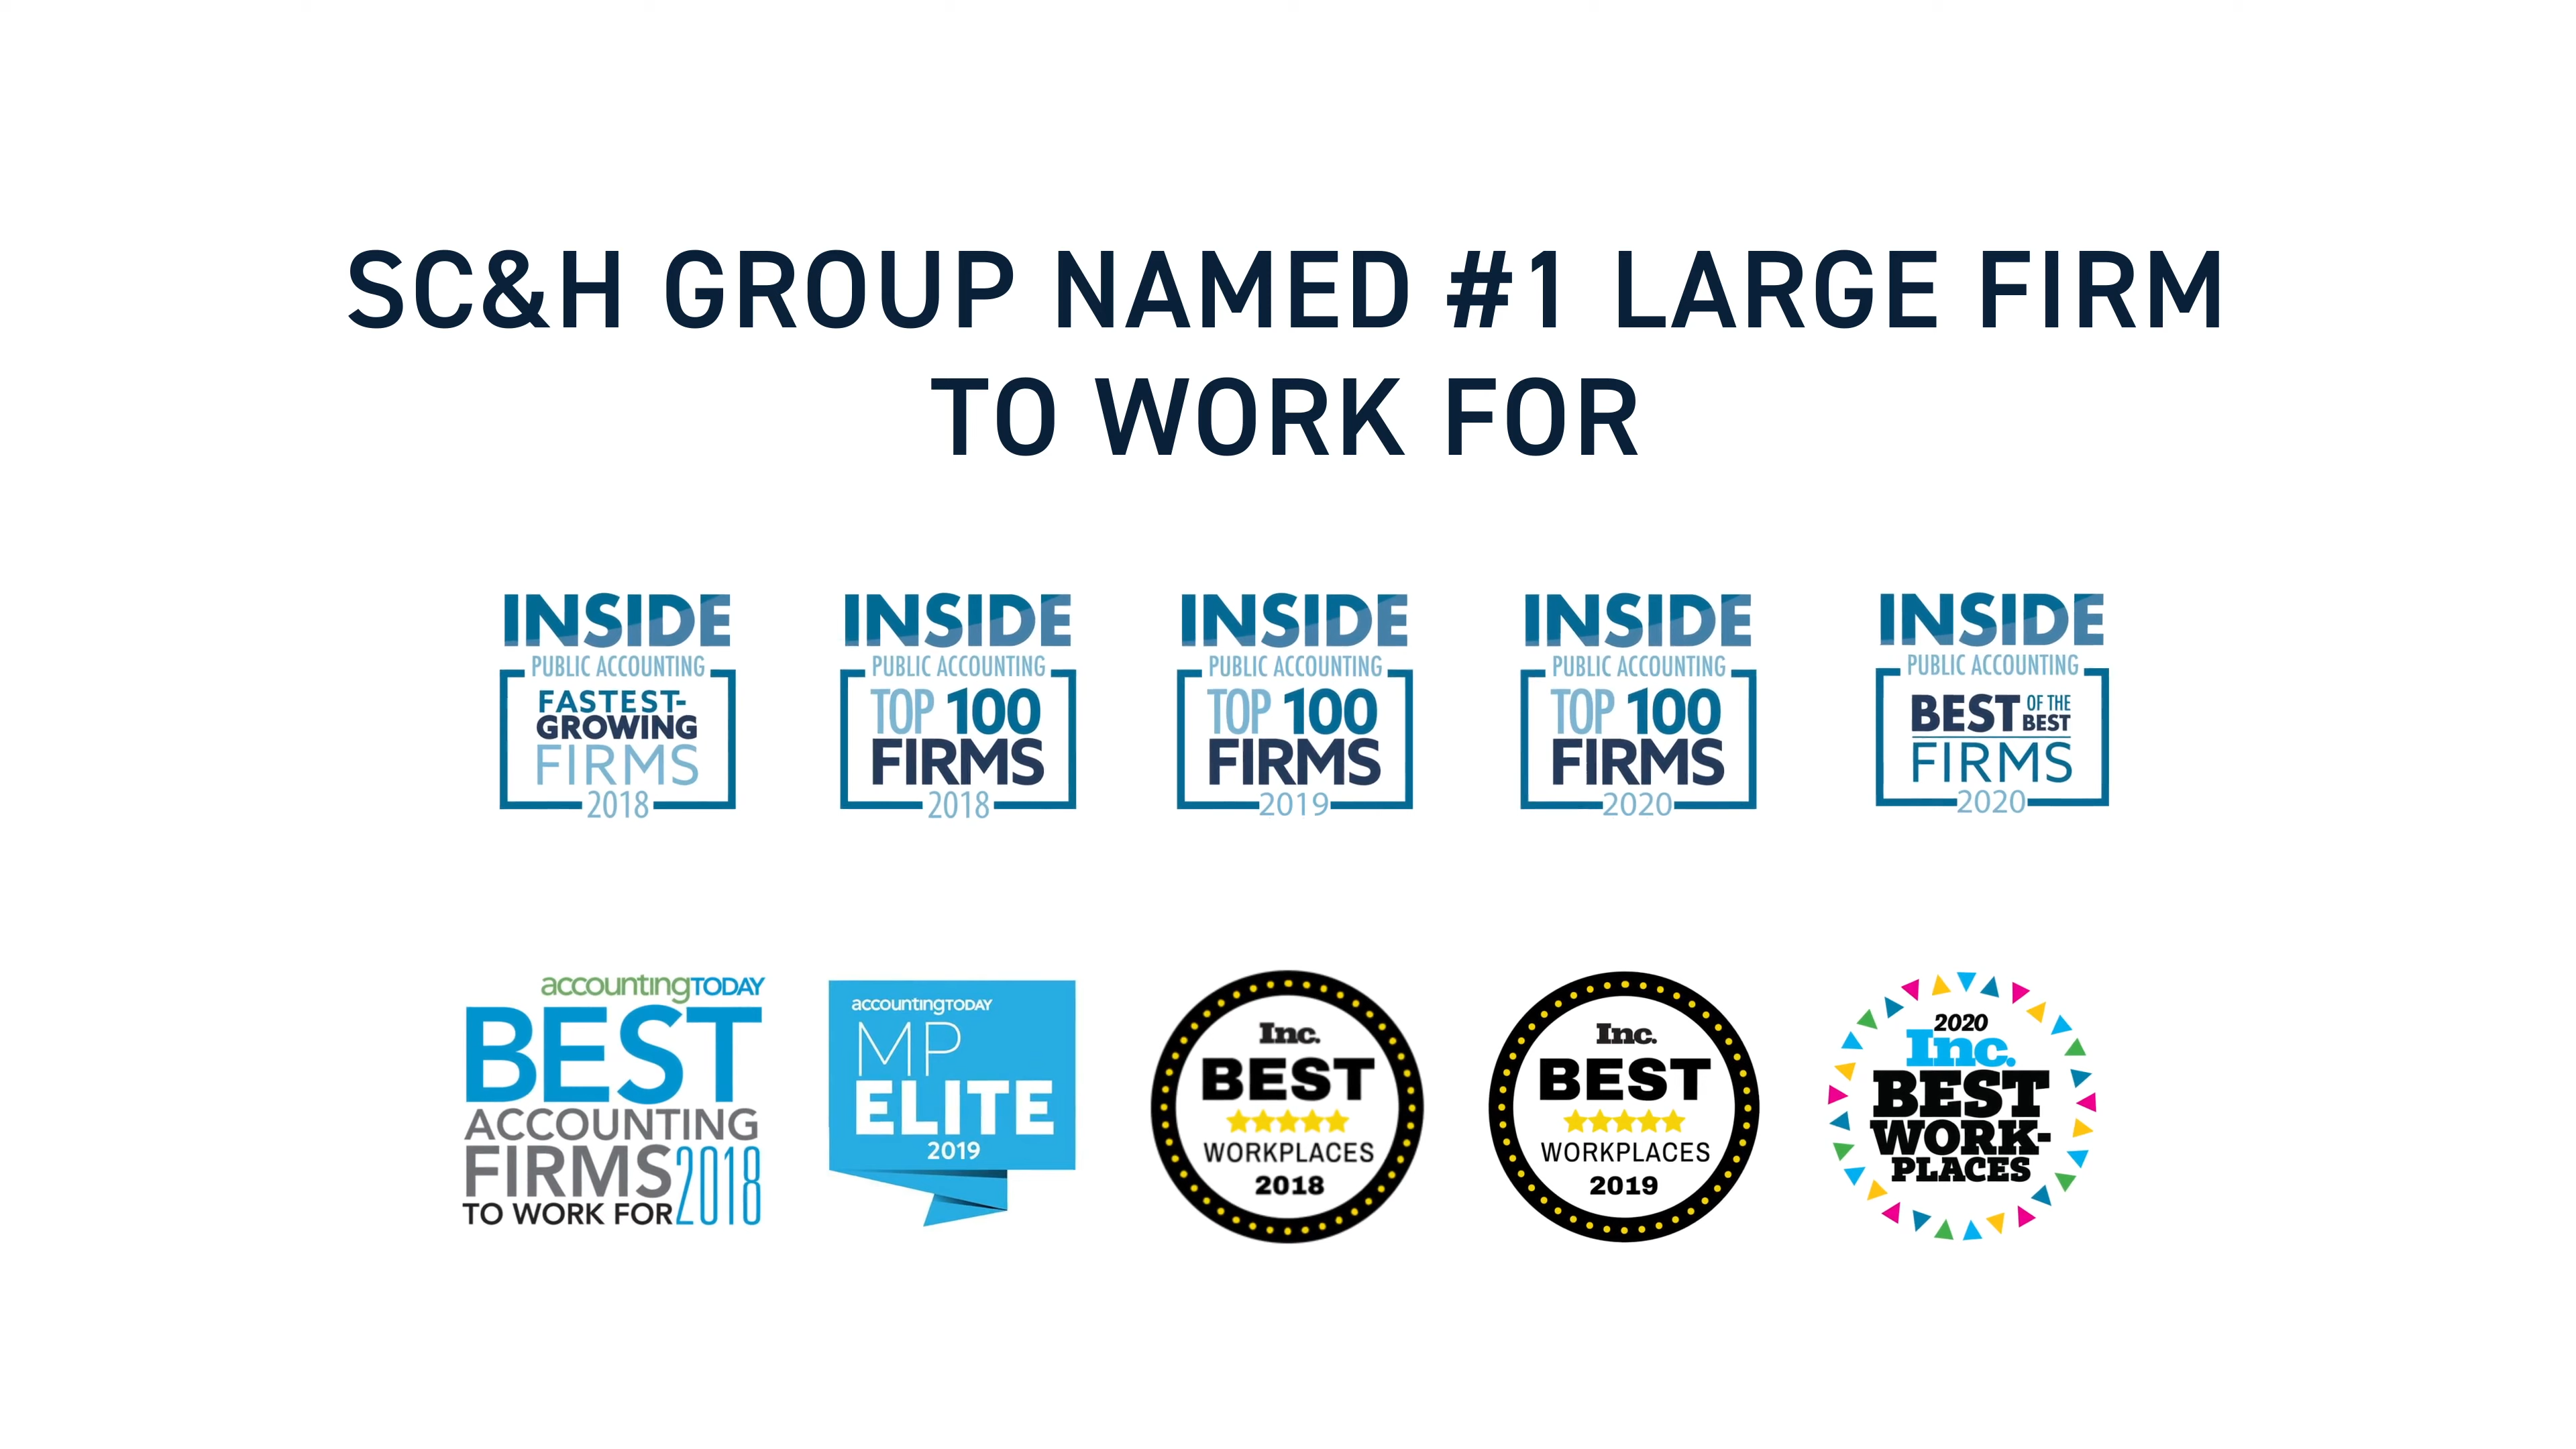 SC&H GROUP NAMED #1 LARGE FIRM
TO WORK FOR
INSIDE
PUBLIC ACCOUNTING
FASTEST-
GROWING
FIRMS
2018
INSIDE
PUBLIC ACCOUNTING
TOP 100
FIRMS
2018
INSIDE
PUBLIC ACCOUNTING
TOP 100
FIRMS
2019
INSIDE
PUBLIC ACCOUNTING
TOP 100
FIRMS
2020
INSIDE
PUBLIC ACCOUNTING
BEST OF THE BEST
FIRMS
2020
accountingTODAY
BEST
ACCOUNTING
FIRMS 2018
TO WORK FOR
accountingTODAY
MP
ELITE
2019
Inc.
BEST
WORKPLACES
2018
Inc.
BEST
WORKPLACES
2019
2020
Inc.
BEST
WORK-
PLACES